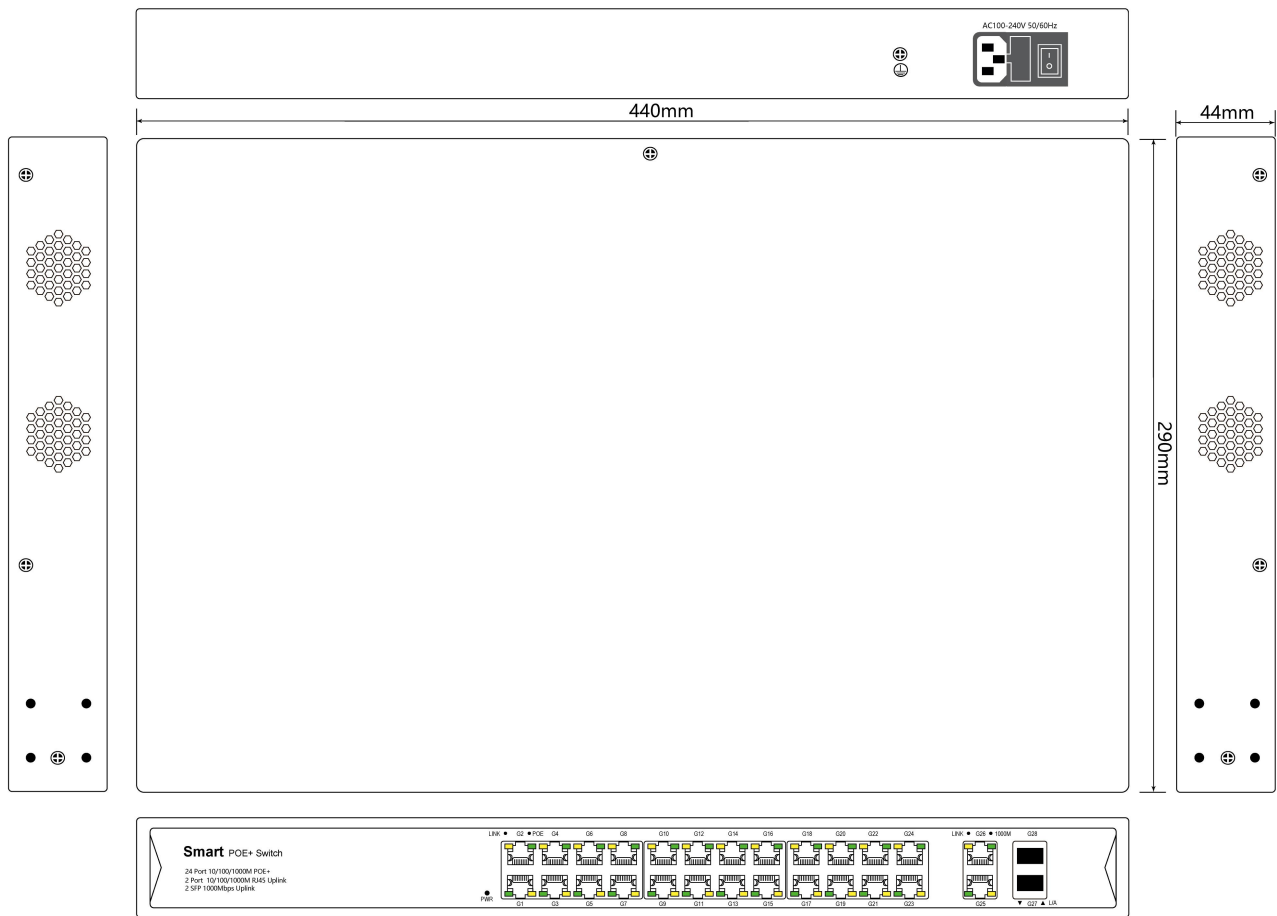 AC100-240V 50/60Hz
440mm
44mm
290mm
LINK G2 POE G4 G6 G8 G10 G12 G14 G16 G18 G20 G22 G24 LINK G26 1000M G28
Smart POE+ Switch
24 Port 10/100/1000M POE+
2 Port 10/100/1000M RJ45 Uplink
2 SFP 1000Mbps Uplink
PWR
G1 G3 G5 G7 G9 G11 G13 G15 G17 G19 G21 G23 G25 ▼ G27 ▲ L/A